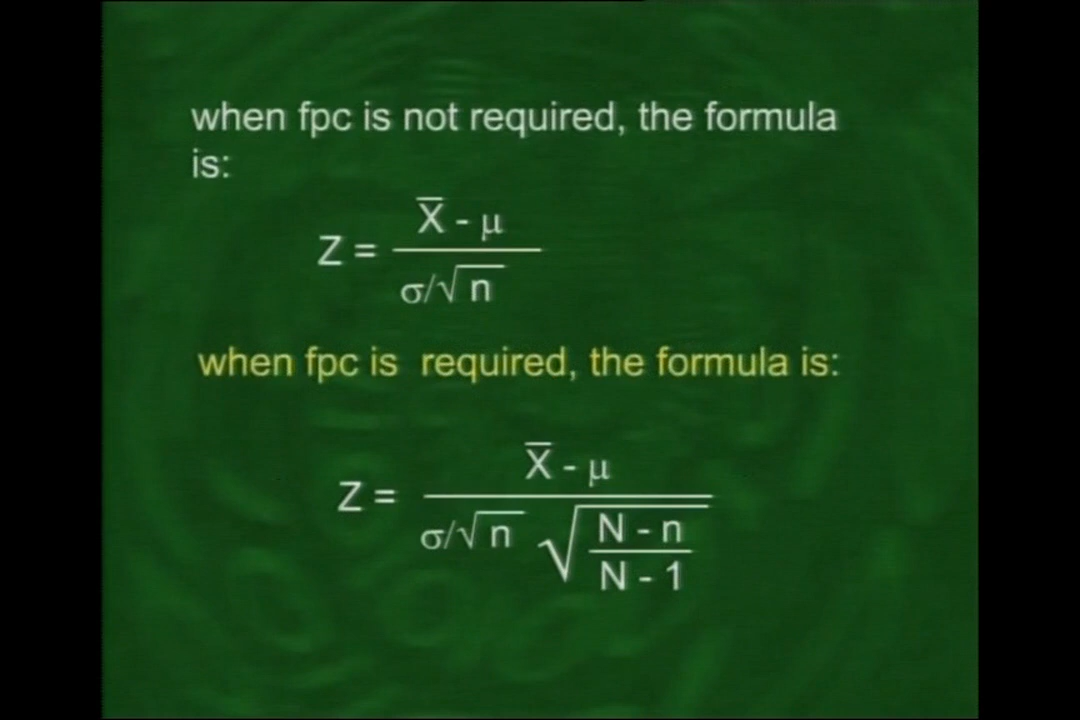 when fpc is not required, the formula
is:
Z = X̅ - μ
σ/√n
when fpc is required, the formula is:
Z = X̅ - μ
σ/√n √
N - n
N - 1